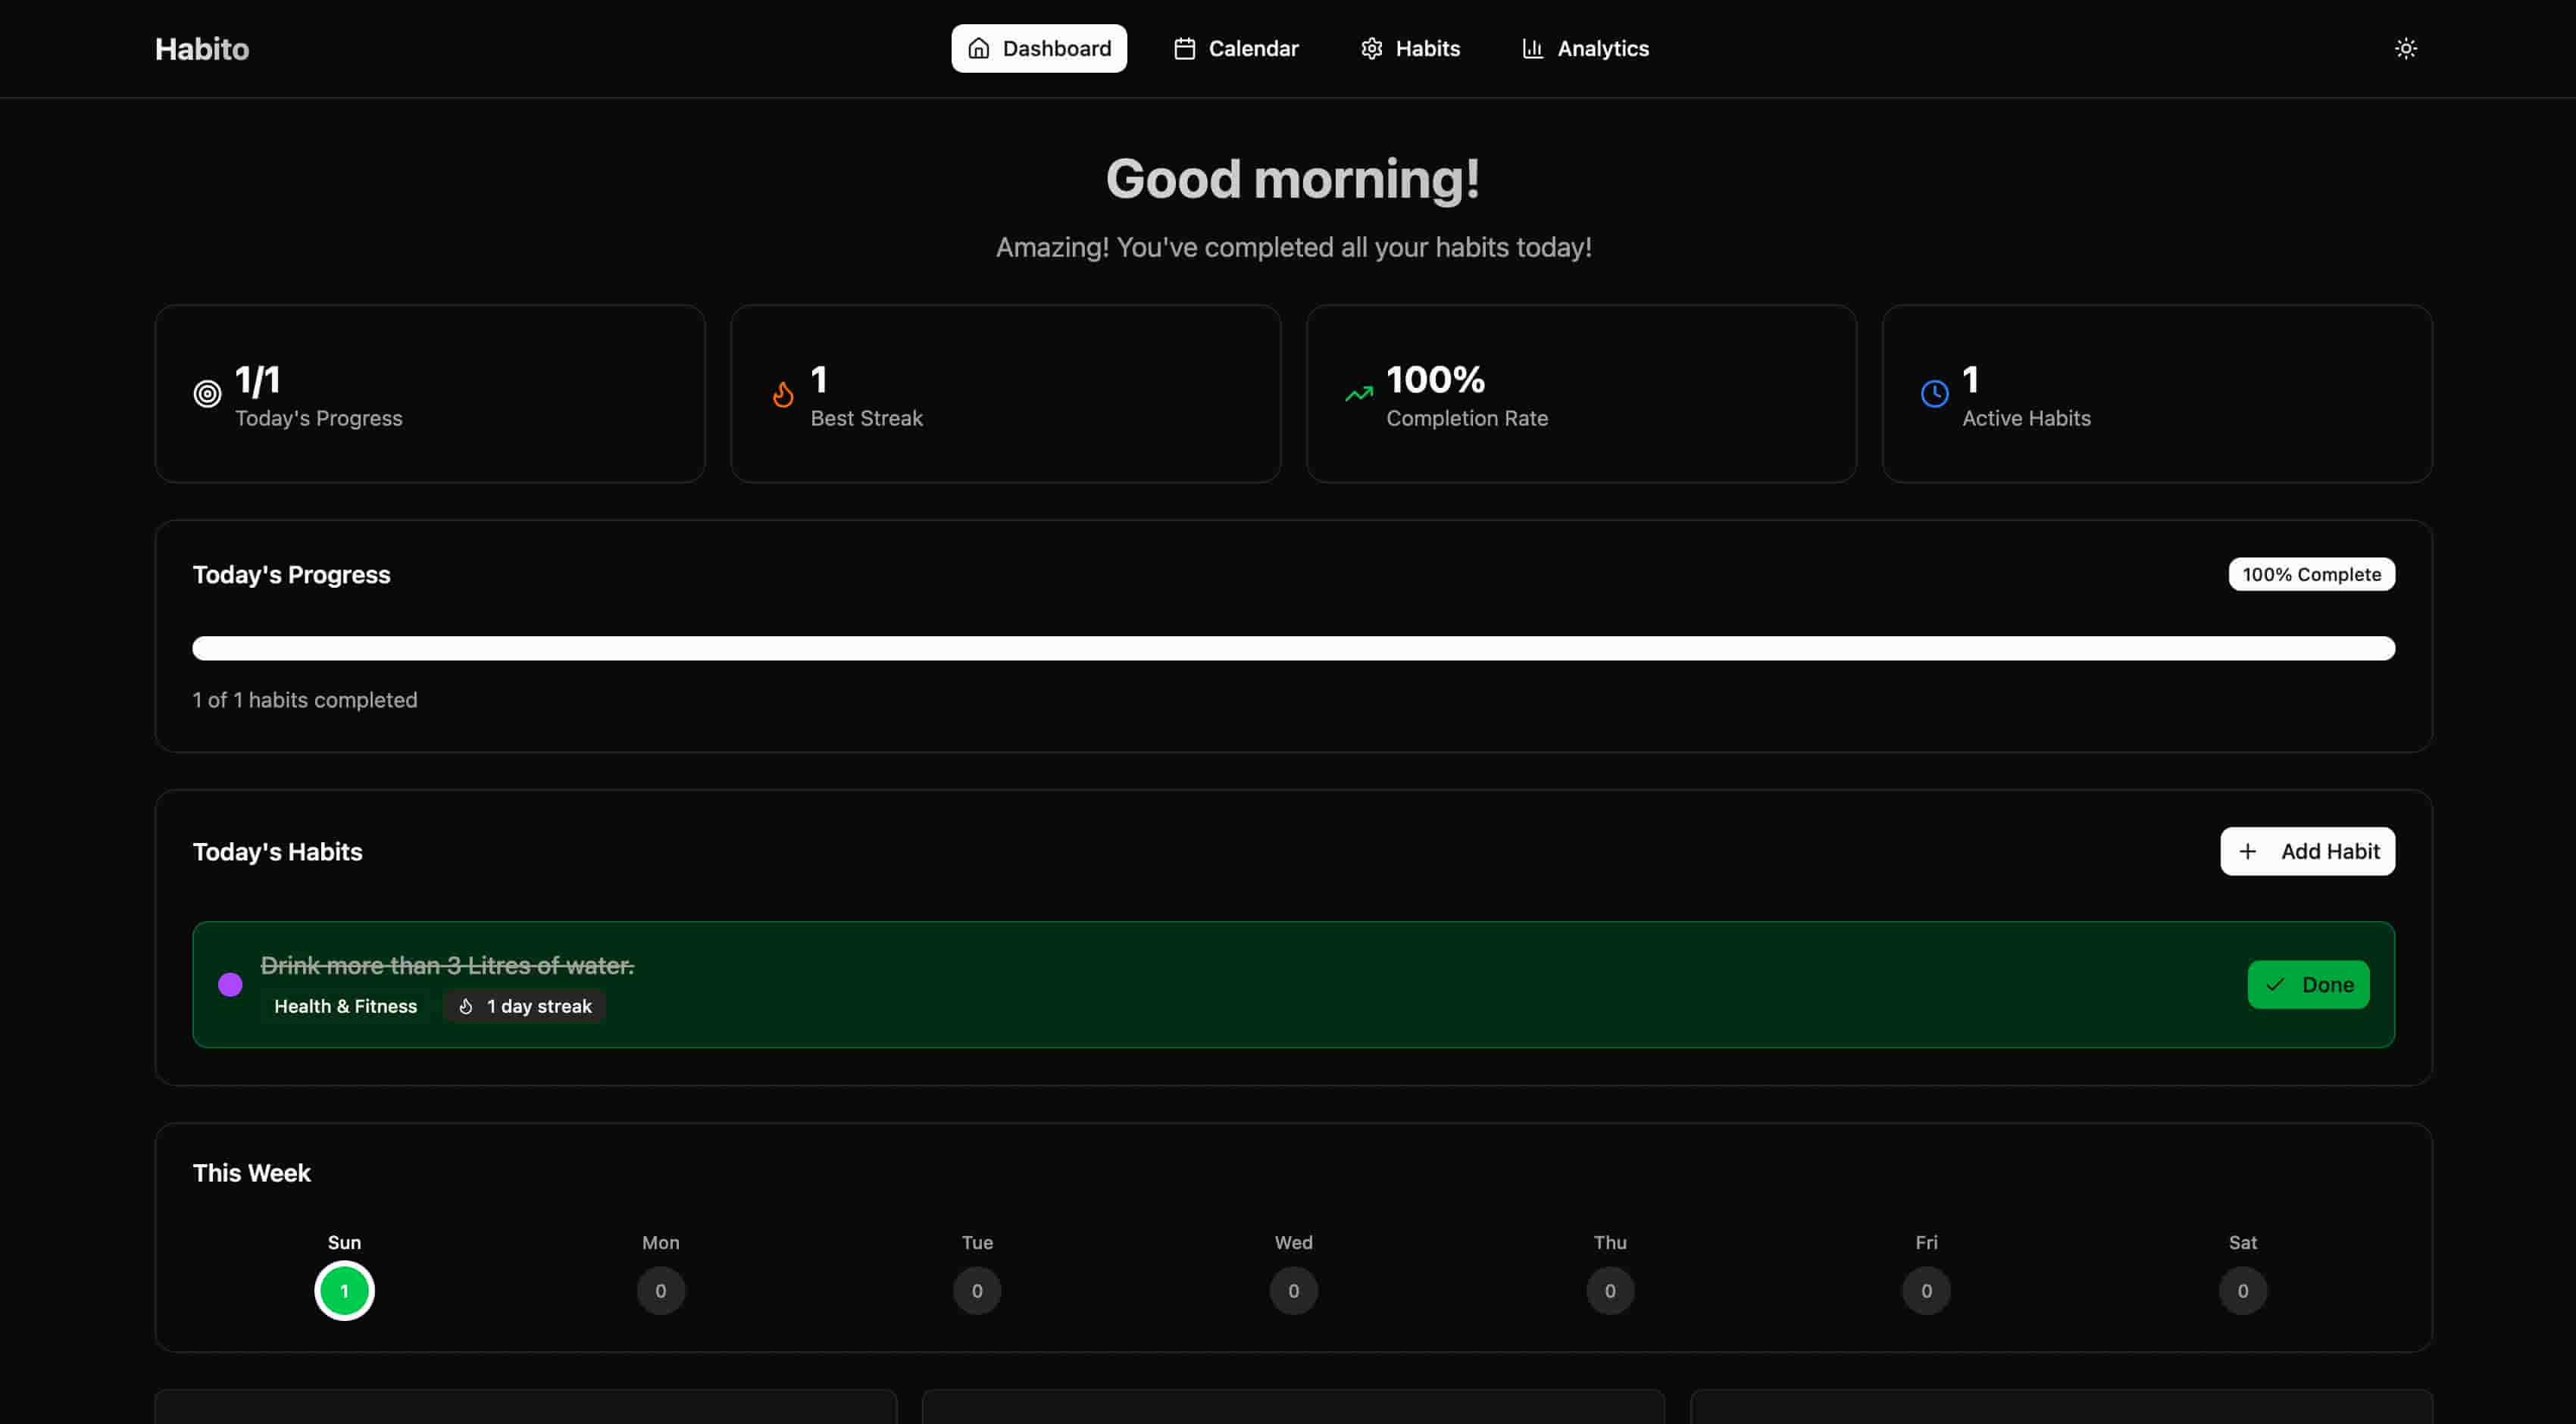 Habito
Dashboard
Calendar
Habits
Analytics
Good morning!
Amazing! You've completed all your habits today!
1/1
Today's Progress
1
Best Streak
100%
Completion Rate
1
Active Habits
Today's Progress
100% Complete
1 of 1 habits completed
Today's Habits
+ Add Habit
Drink more than 3 Litres of water.
Health & Fitness
1 day streak
Done
This Week
Sun Mon Tue Wed Thu Fri Sat
1 0 0 0 0 0 0